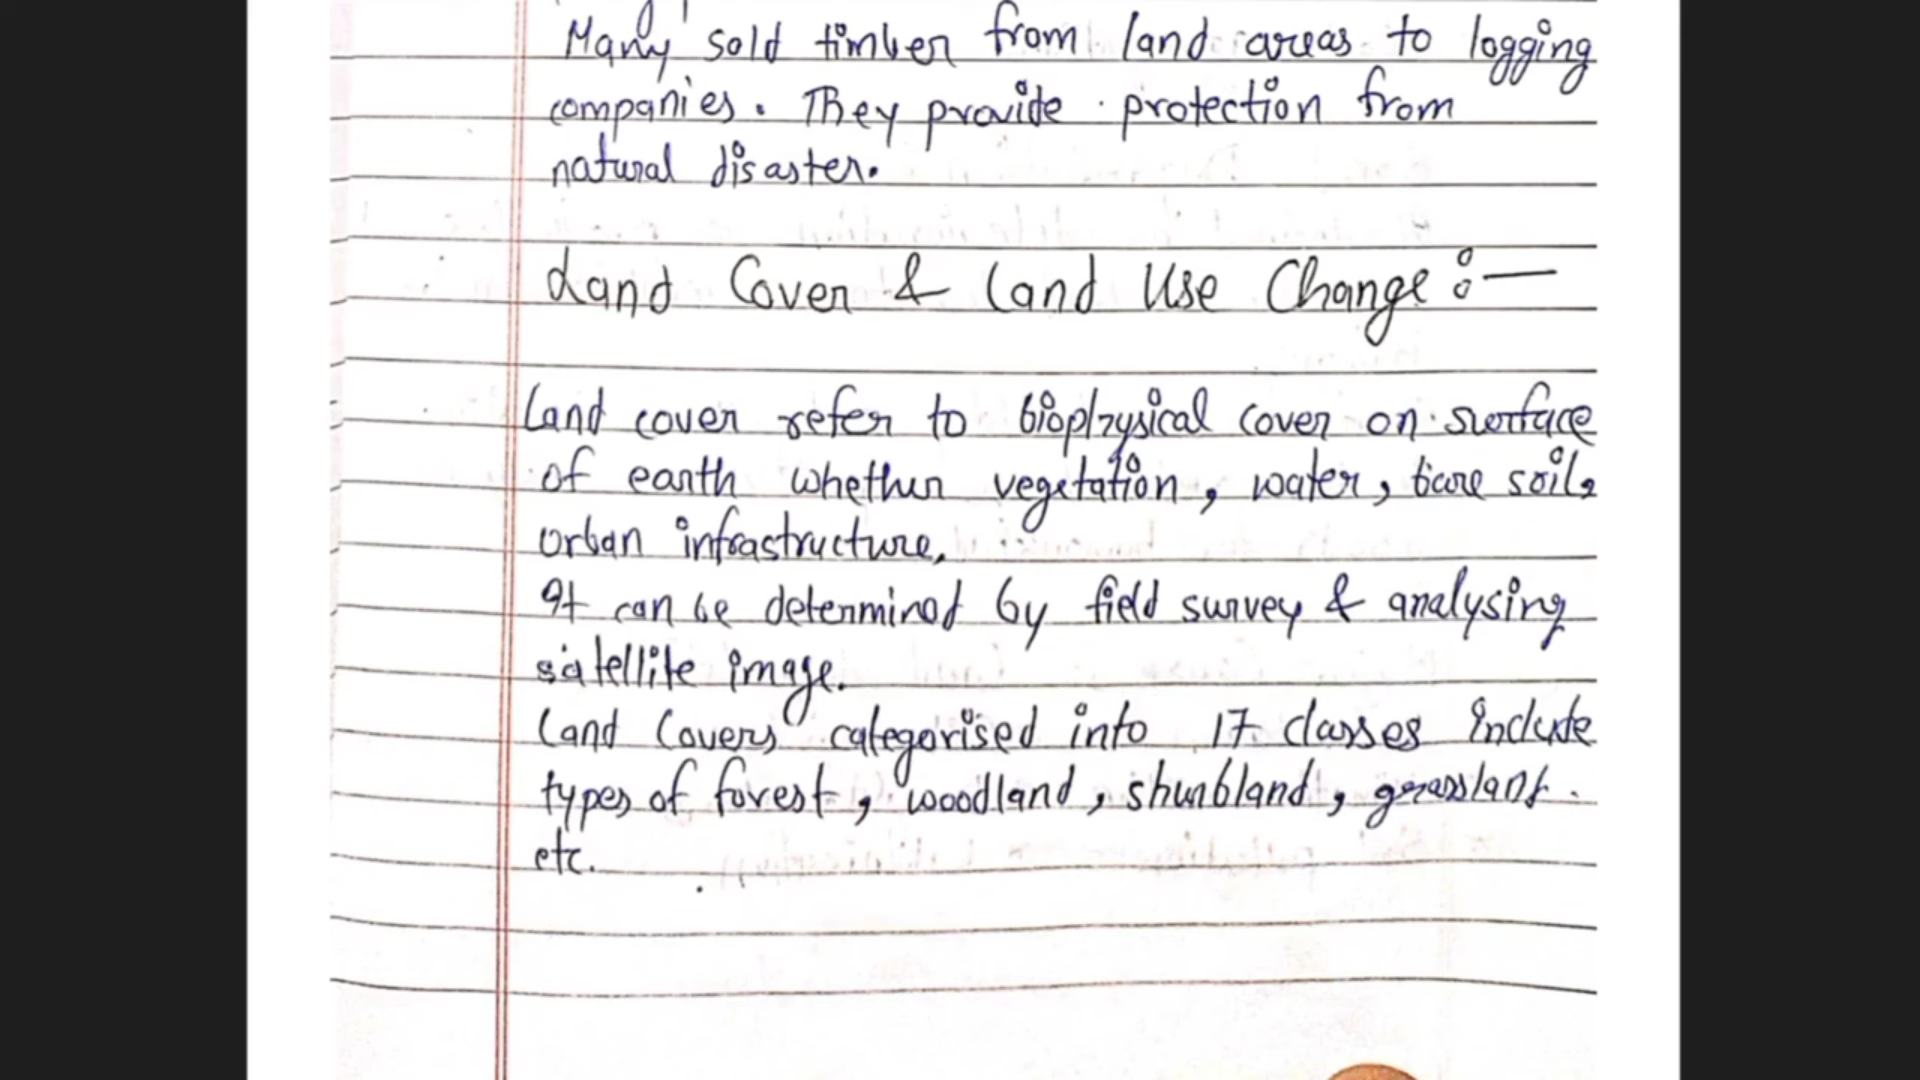 Many sold timber from land areas to logging
companies. They provide protection from
natural disaster.
Land Cover & Land Use Change :-
Land cover refer to biophysical cover on surface
of earth whether vegetation, water, bare soil,
urban infrastructure.
It can be determined by field survey & analysing
satellite image.
Land Covers categorised into 17 classes include
types of forest, woodland, shrubland, grassland.
etc.